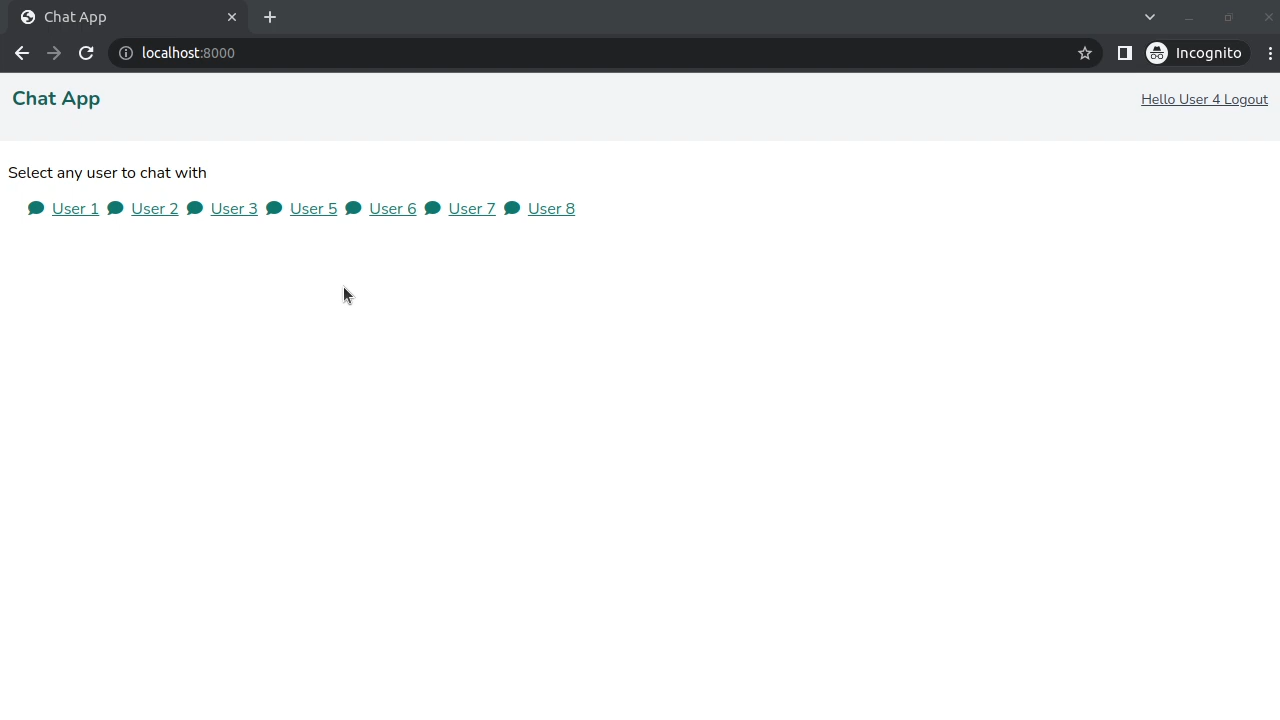 Chat App
localhost:8000
Incognito
Chat App
Hello User 4 Logout
Select any user to chat with
User 1 User 2 User 3 User 5 User 6 User 7 User 8